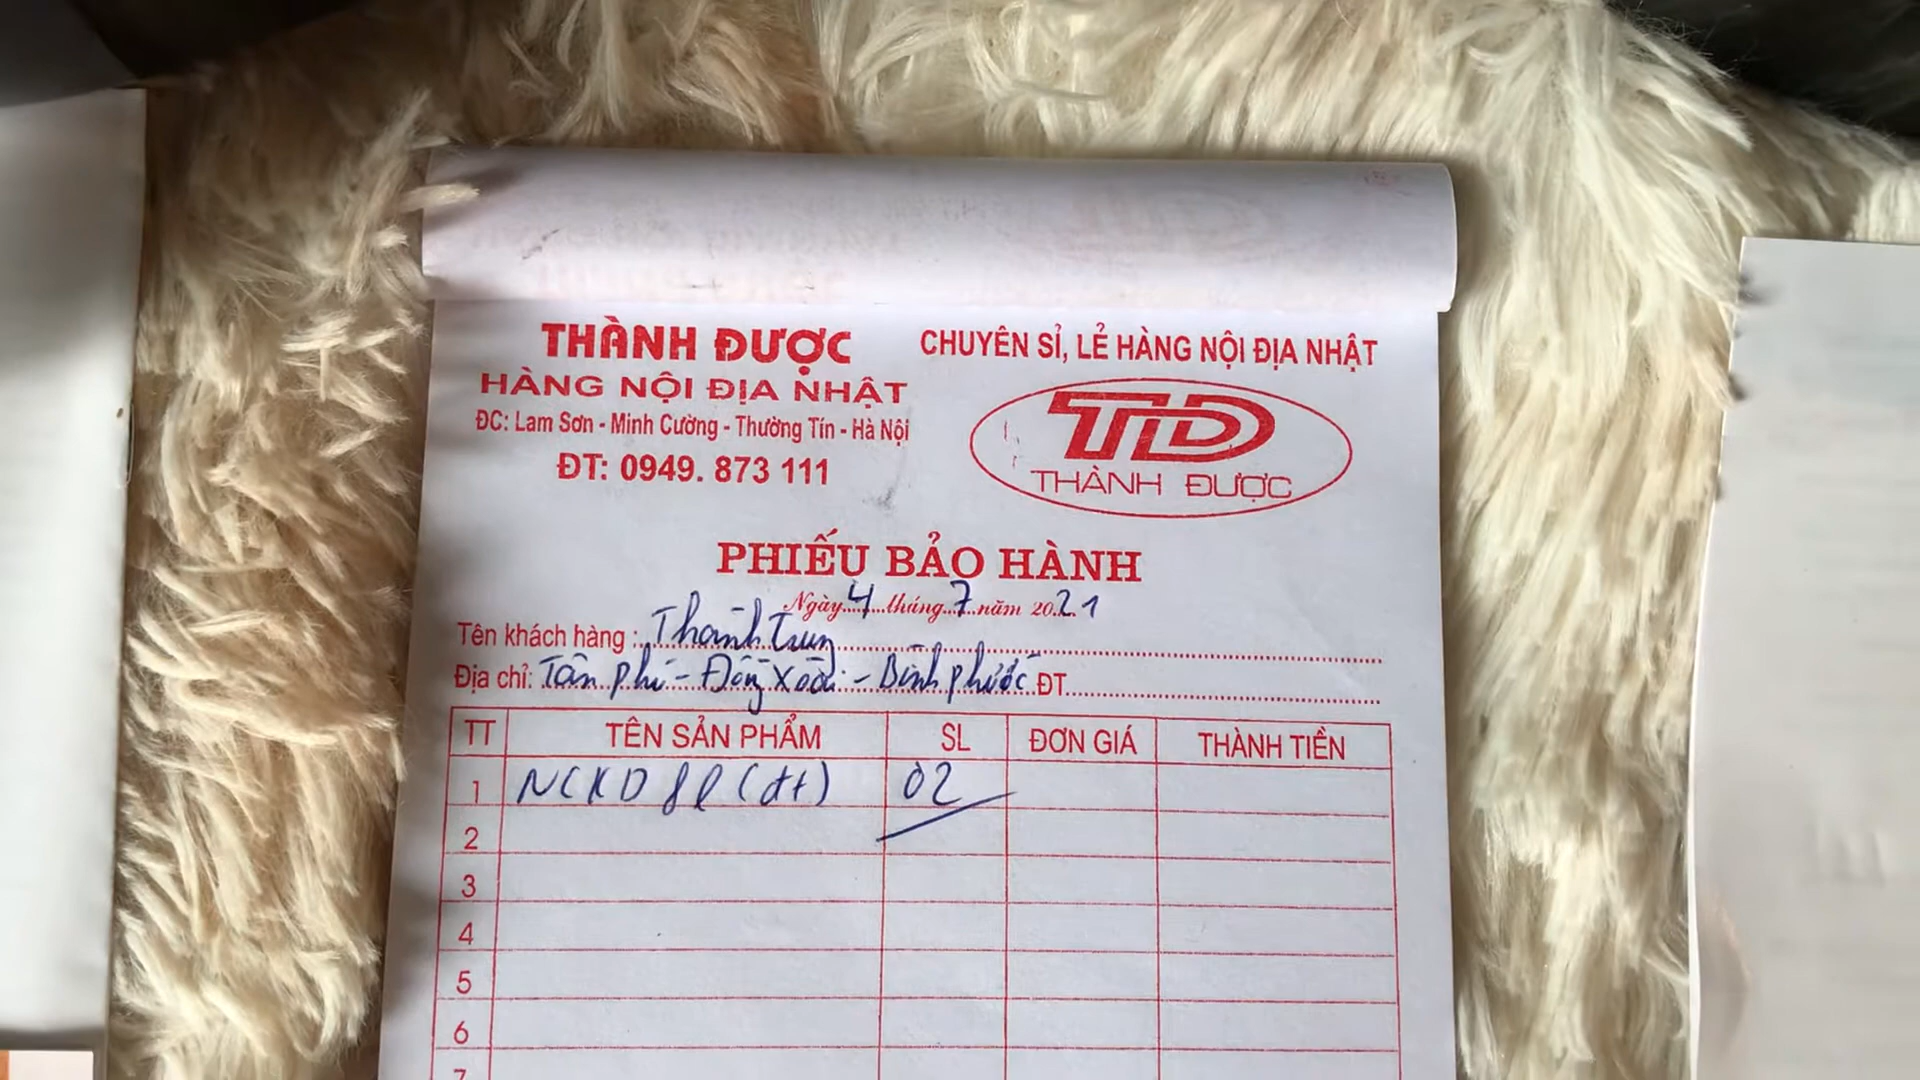 THÀNH ĐƯỢC
HÀNG NỘI ĐỊA NHẬT
ĐC: Lam Sơn - Minh Cường - Thường Tín - Hà Nội
ĐT: 0949. 873 111
CHUYÊN SỈ, LẺ HÀNG NỘI ĐỊA NHẬT
TD
THÀNH ĐƯỢC
PHIẾU BẢO HÀNH
Ngày 4 tháng 7 năm 2021
Tên khách hàng : Thành Trung
Địa chỉ: Tân phú - Đồng Xoài - Bình phước ĐT
TT TÊN SẢN PHẨM SL ĐƠN GIÁ THÀNH TIỀN
1 NCKD 8l (đt) 02
2
3
4
5
6
7